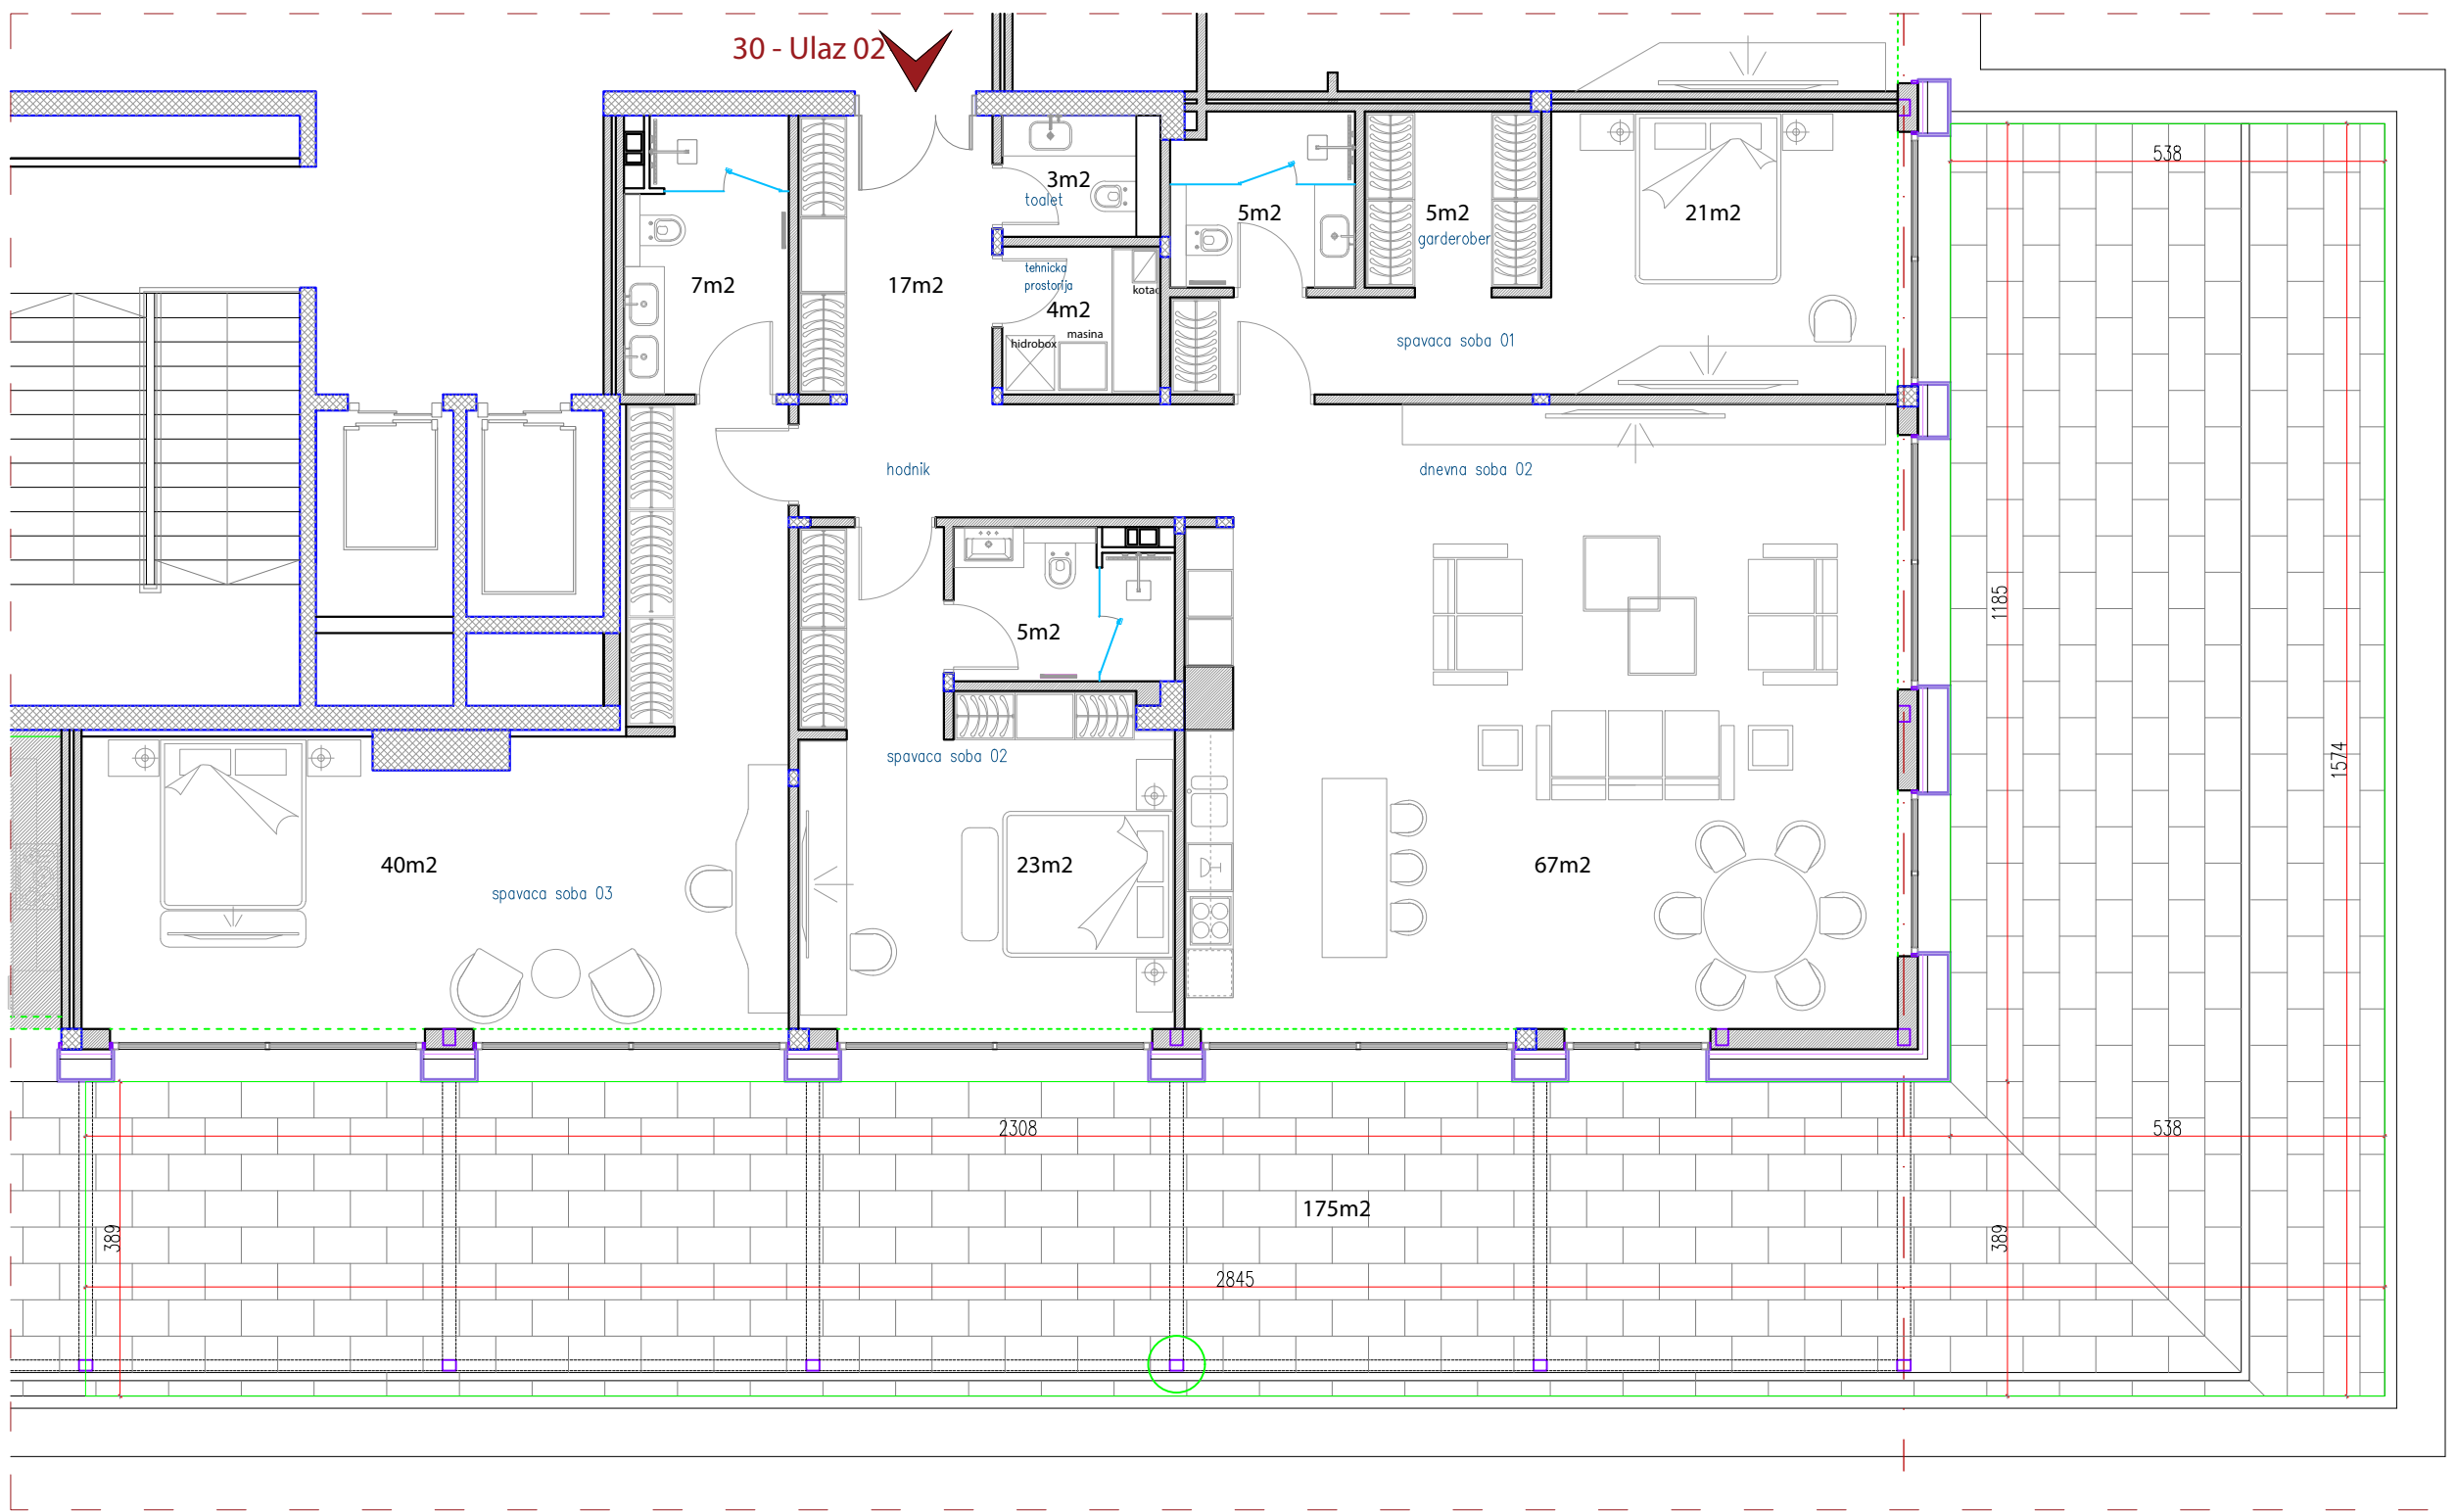 30 - Ulaz 02
538
3m2
toalet
5m2
5m2
garderober
21m2
7m2
17m2
tehnicka
prostorija
4m2
kotao
masina
hidrobox
spavaca soba 01
hodnik
dnevna soba 02
1185
5m2
1574
spavaca soba 02
40m2
spavaca soba 03
23m2
67m2
2308
538
175m2
389
389
2845